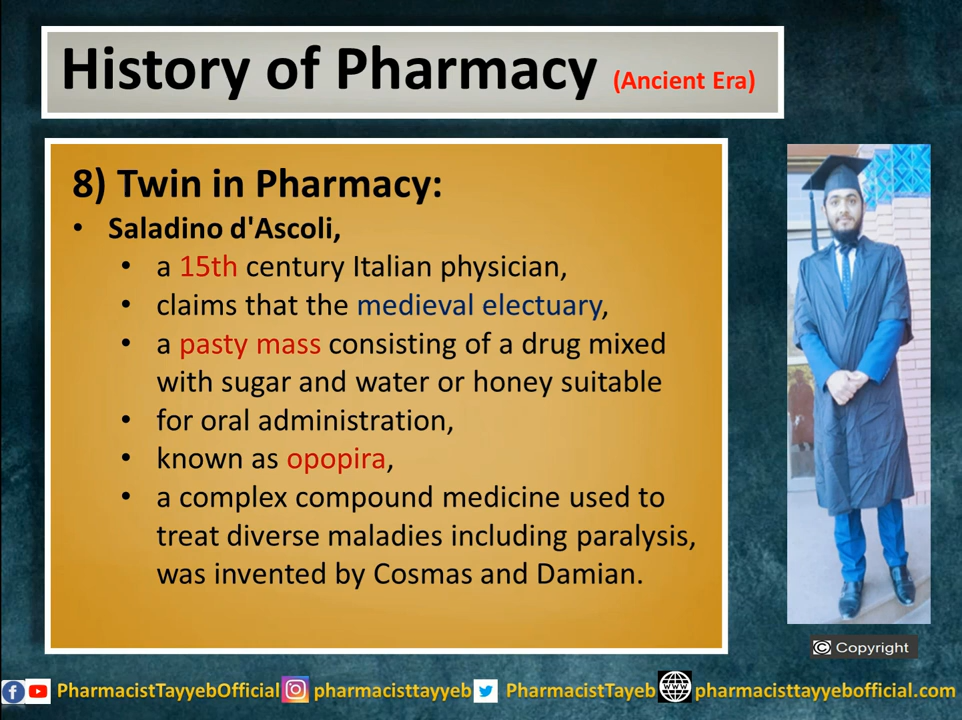 History of Pharmacy (Ancient Era)
8) Twin in Pharmacy:
• Saladino d'Ascoli,
• a 15th century Italian physician,
• claims that the medieval electuary,
• a pasty mass consisting of a drug mixed
with sugar and water or honey suitable
• for oral administration,
• known as opopira,
• a complex compound medicine used to
treat diverse maladies including paralysis,
was invented by Cosmas and Damian.
© Copyright
PharmacistTayyebOfficial pharmacisttayyeb PharmacistTayeb WWW pharmacisttayyebofficial.com